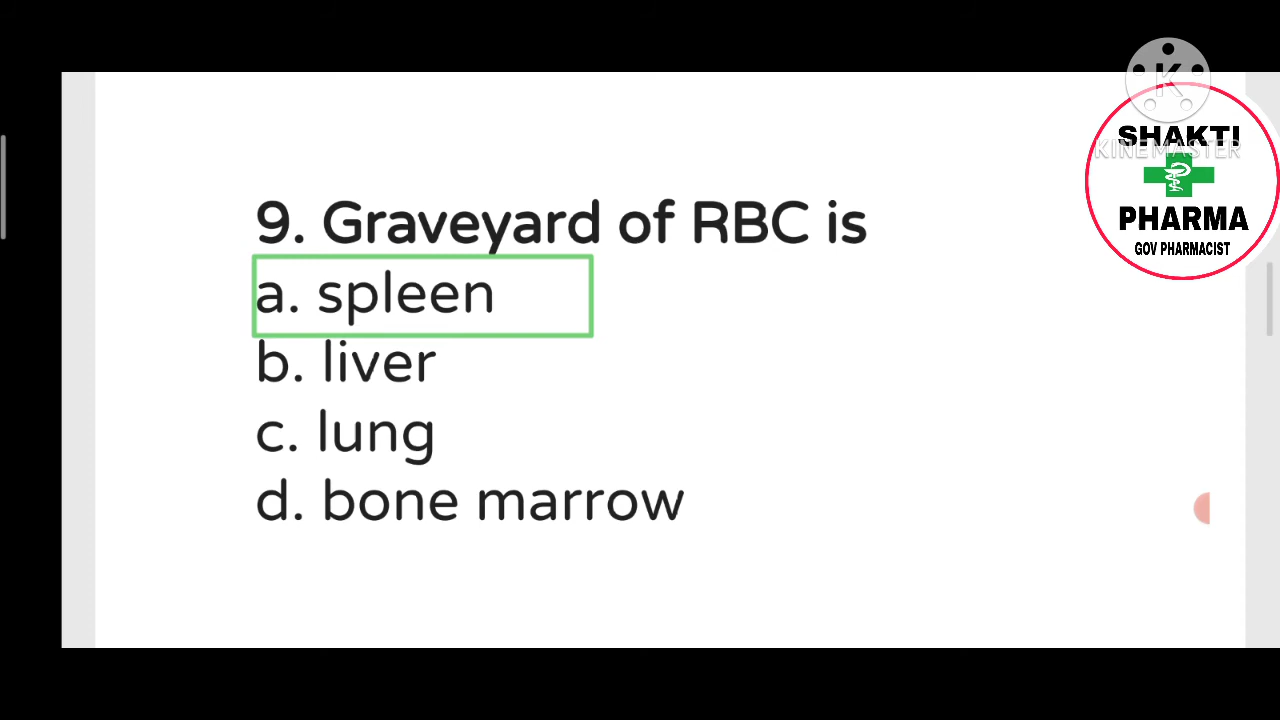 9. Graveyard of RBC is
a. spleen
b. liver
c. lung
d. bone marrow
K
KINEMASTER
SHAKTI
PHARMA
GOV PHARMACIST